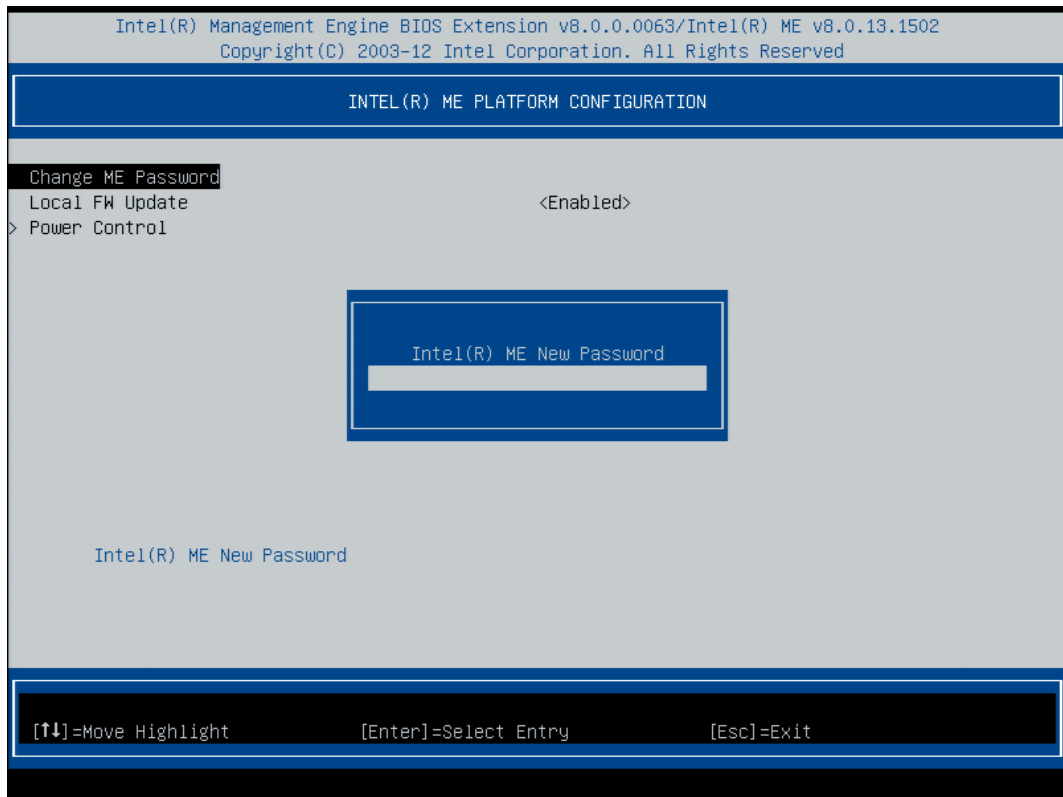 Intel(R) Management Engine BIOS Extension v8.0.0.0063/Intel(R) ME v8.0.13.1502
Copyright(C) 2003-12 Intel Corporation. All Rights Reserved
INTEL(R) ME PLATFORM CONFIGURATION
Change ME Password
Local FW Update <Enabled>
> Power Control
Intel(R) ME New Password
Intel(R) ME New Password
[↑↓]=Move Highlight [Enter]=Select Entry [Esc]=Exit